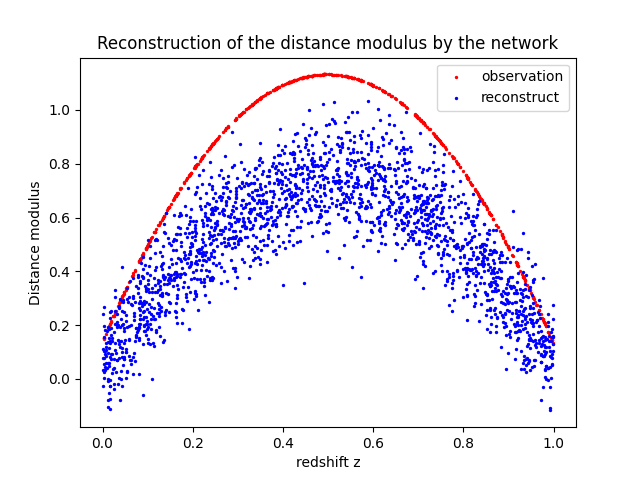 Reconstruction of the distance modulus by the network
observation
reconstruct
Distance modulus
1.0
0.8
0.6
0.4
0.2
0.0
0.0 0.2 0.4 0.6 0.8 1.0
redshift z